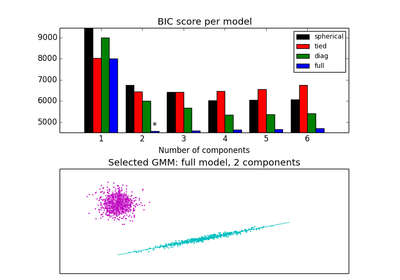 BIC score per model
9000
8000
7000
6000
5000
spherical
tied
diag
full
*
1 2 3 4 5 6
Number of components
Selected GMM: full model, 2 components